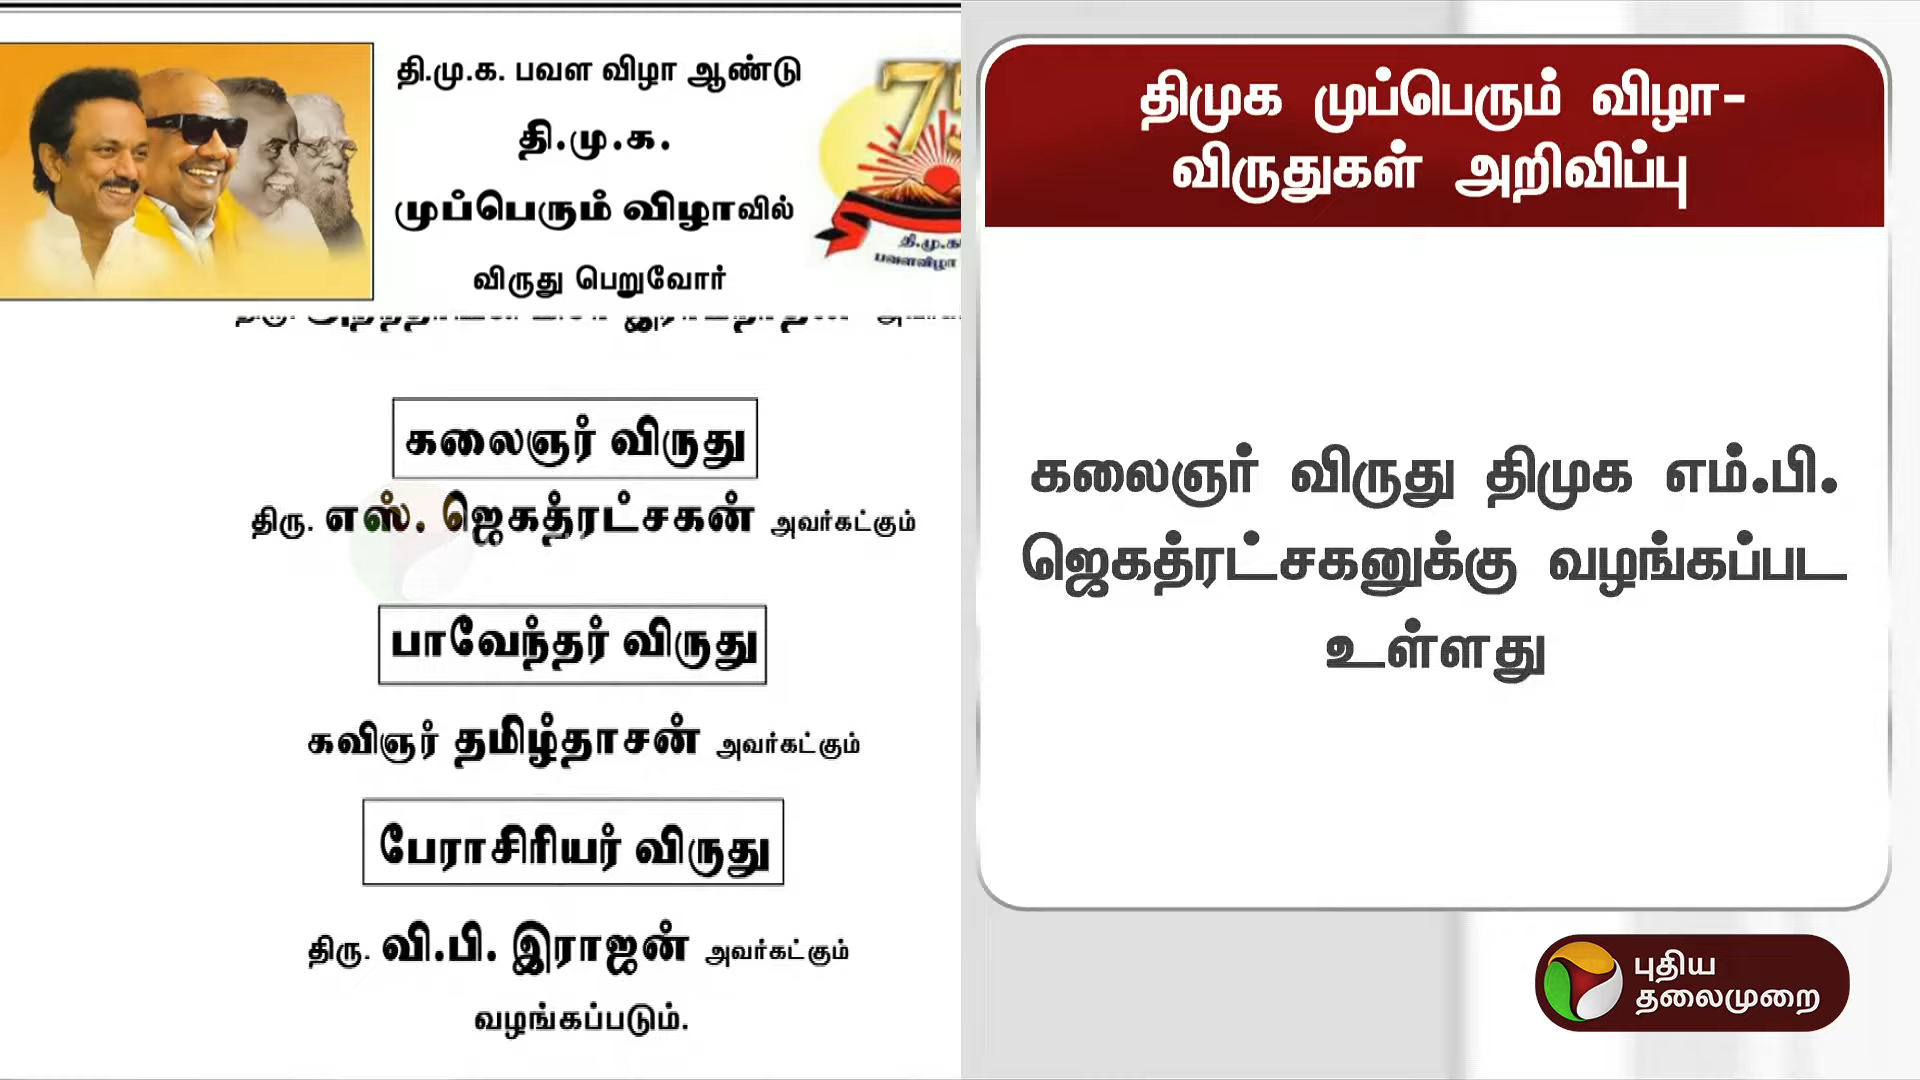 தி.மு.க. பவள விழா ஆண்டு
தி.மு.க.
முப்பெரும் விழாவில்
விருது பெறுவோர்
75
தி.மு.க
பவளவிழா
கலைஞர் விருது
திரு. எஸ். ஜெகத்ரட்சகன் அவர்கட்கும்
பாவேந்தர் விருது
கவிஞர் தமிழ்தாசன் அவர்கட்கும்
பேராசிரியர் விருது
திரு. வி.பி. இராஜன் அவர்கட்கும்
வழங்கப்படும்.
திமுக முப்பெரும் விழா-
விருதுகள் அறிவிப்பு
கலைஞர் விருது திமுக எம்.பி.
ஜெகத்ரட்சகனுக்கு வழங்கப்பட
உள்ளது
புதிய
தலைமுறை